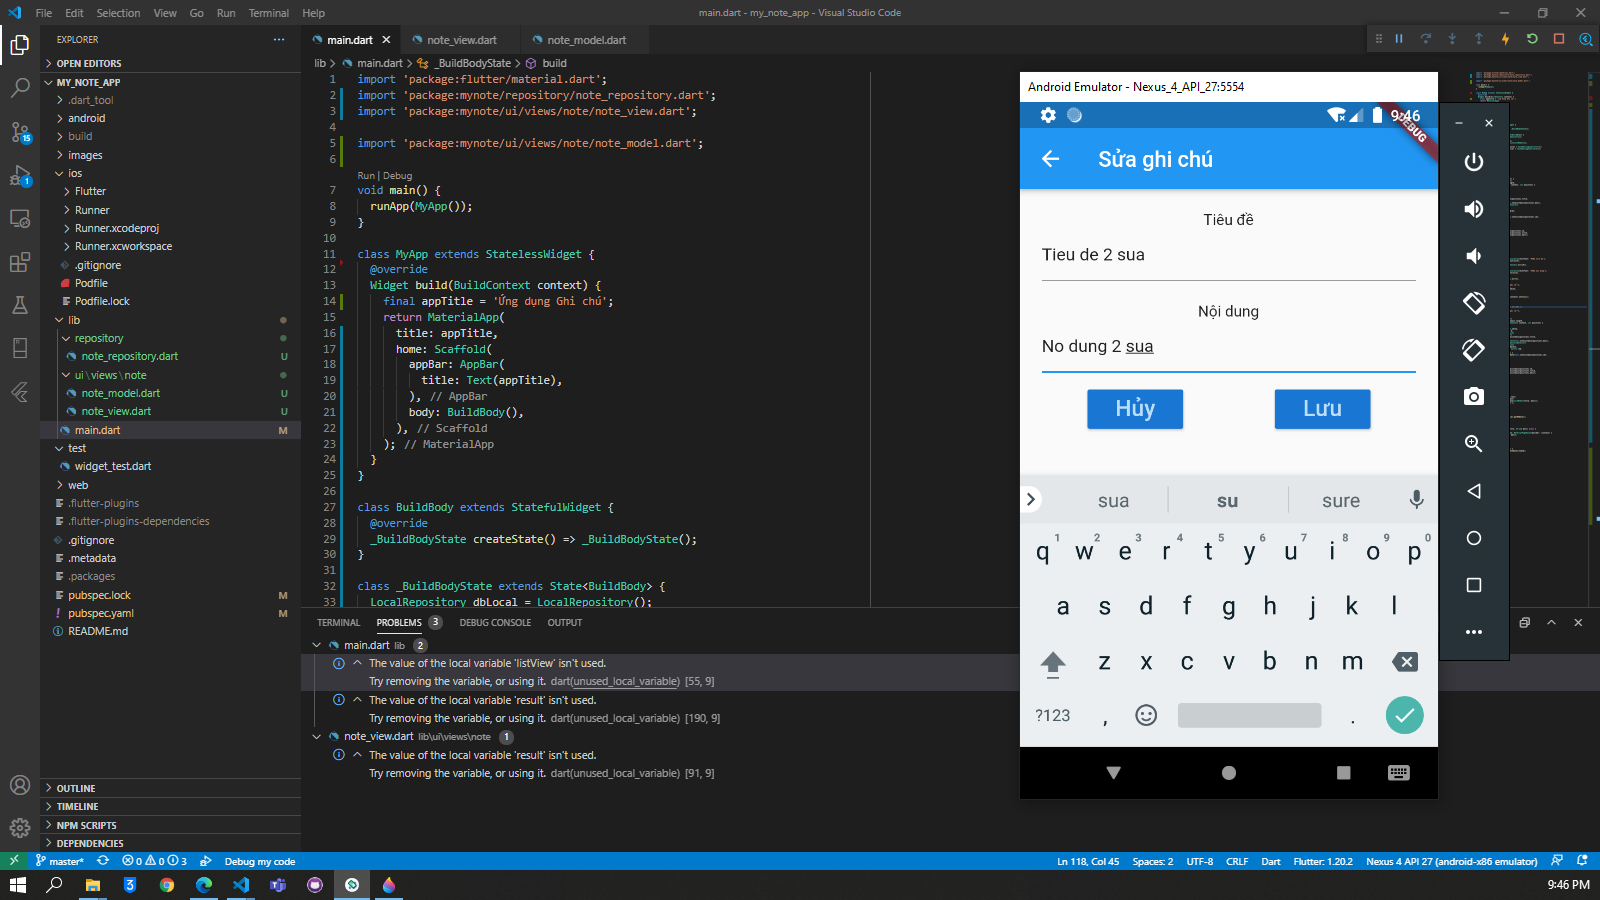 File Edit Selection View Go Run Terminal Help
main.dart - my_note_app - Visual Studio Code
EXPLORER
OPEN EDITORS
MY_NOTE_APP
.dart_tool
android
build
images
ios
Flutter
Runner
Runner.xcodeproj
Runner.xcworkspace
.gitignore
Podfile
Podfile.lock
lib
repository
note_repository.dart U
ui\views\note
note_model.dart U
note_view.dart U
main.dart M
test
widget_test.dart
web
.flutter-plugins
.flutter-plugins-dependencies
.gitignore
.metadata
.packages
pubspec.lock M
pubspec.yaml M
README.md
OUTLINE
TIMELINE
NPM SCRIPTS
DEPENDENCIES
15
1
main.dart note_view.dart note_model.dart
lib > main.dart > _BuildBodyState > build
1 import 'package:flutter/material.dart';
2 import 'package:mynote/repository/note_repository.dart';
3 import 'package:mynote/ui/views/note/note_view.dart';
4
5 import 'package:mynote/ui/views/note/note_model.dart';
6
Run | Debug
7 void main() {
8 runApp(MyApp());
9 }
10
11 class MyApp extends StatelessWidget {
12 @override
13 Widget build(BuildContext context) {
14 final appTitle = 'Ứng dụng Ghi chú';
15 return MaterialApp(
16 title: appTitle,
17 home: Scaffold(
18 appBar: AppBar(
19 title: Text(appTitle),
20 ), // AppBar
21 body: BuildBody(),
22 ), // Scaffold
23 ); // MaterialApp
24 }
25 }
26
27 class BuildBody extends StatefulWidget {
28 @override
29 _BuildBodyState createState() => _BuildBodyState();
30 }
31
32 class _BuildBodyState extends State<BuildBody> {
33 LocalRepository dbLocal = LocalRepository();
TERMINAL PROBLEMS 3 DEBUG CONSOLE OUTPUT
main.dart lib 2
The value of the local variable 'listView' isn't used.
Try removing the variable, or using it. dart(unused_local_variable) [55, 9]
The value of the local variable 'result' isn't used.
Try removing the variable, or using it. dart(unused_local_variable) [190, 9]
note_view.dart lib\ui\views\note 1
The value of the local variable 'result' isn't used.
Try removing the variable, or using it. dart(unused_local_variable) [91, 9]
Android Emulator - Nexus_4_API_27:5554
9:46
DEBUG
Sửa ghi chú
Tiêu đề
Tieu de 2 sua
Nội dung
No dung 2 sua
Hủy Lưu
sua su sure
q1 w2 e3 r4 t5 y6 u7 i8 o9 p0
a s d f g h j k l
z x c v b n m
?123 , .
master* 0 0 3 Debug my code
Ln 118, Col 45 Spaces: 2 UTF-8 CRLF Dart Flutter: 1.20.2 Nexus 4 API 27 (android-x86 emulator)
9:46 PM